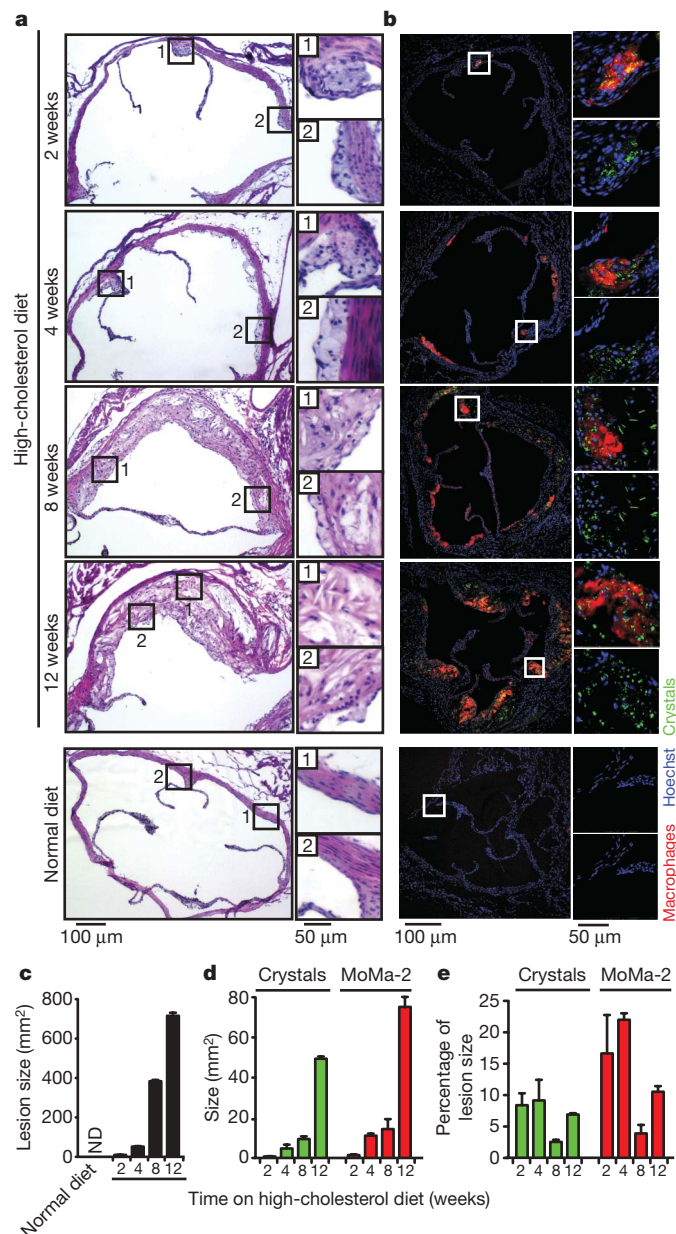 a
b
High-cholesterol diet
2 weeks
1
2
1
2
4 weeks
1
2
1
2
8 weeks
1
2
1
2
12 weeks
1
2
1
2
Normal diet
2
1
1
2
Macrophages Hoechst Crystals
100 µm
50 µm
100 µm
50 µm
c
Lesion size (mm²)
800
600
400
200
0
ND
Normal diet
2 4 8 12
d
Crystals MoMa-2
Size (mm²)
80
60
40
20
0
2 4 8 12 2 4 8 12
e
Crystals MoMa-2
Percentage of
lesion size
25
20
15
10
5
0
2 4 8 12 2 4 8 12
Time on high-cholesterol diet (weeks)